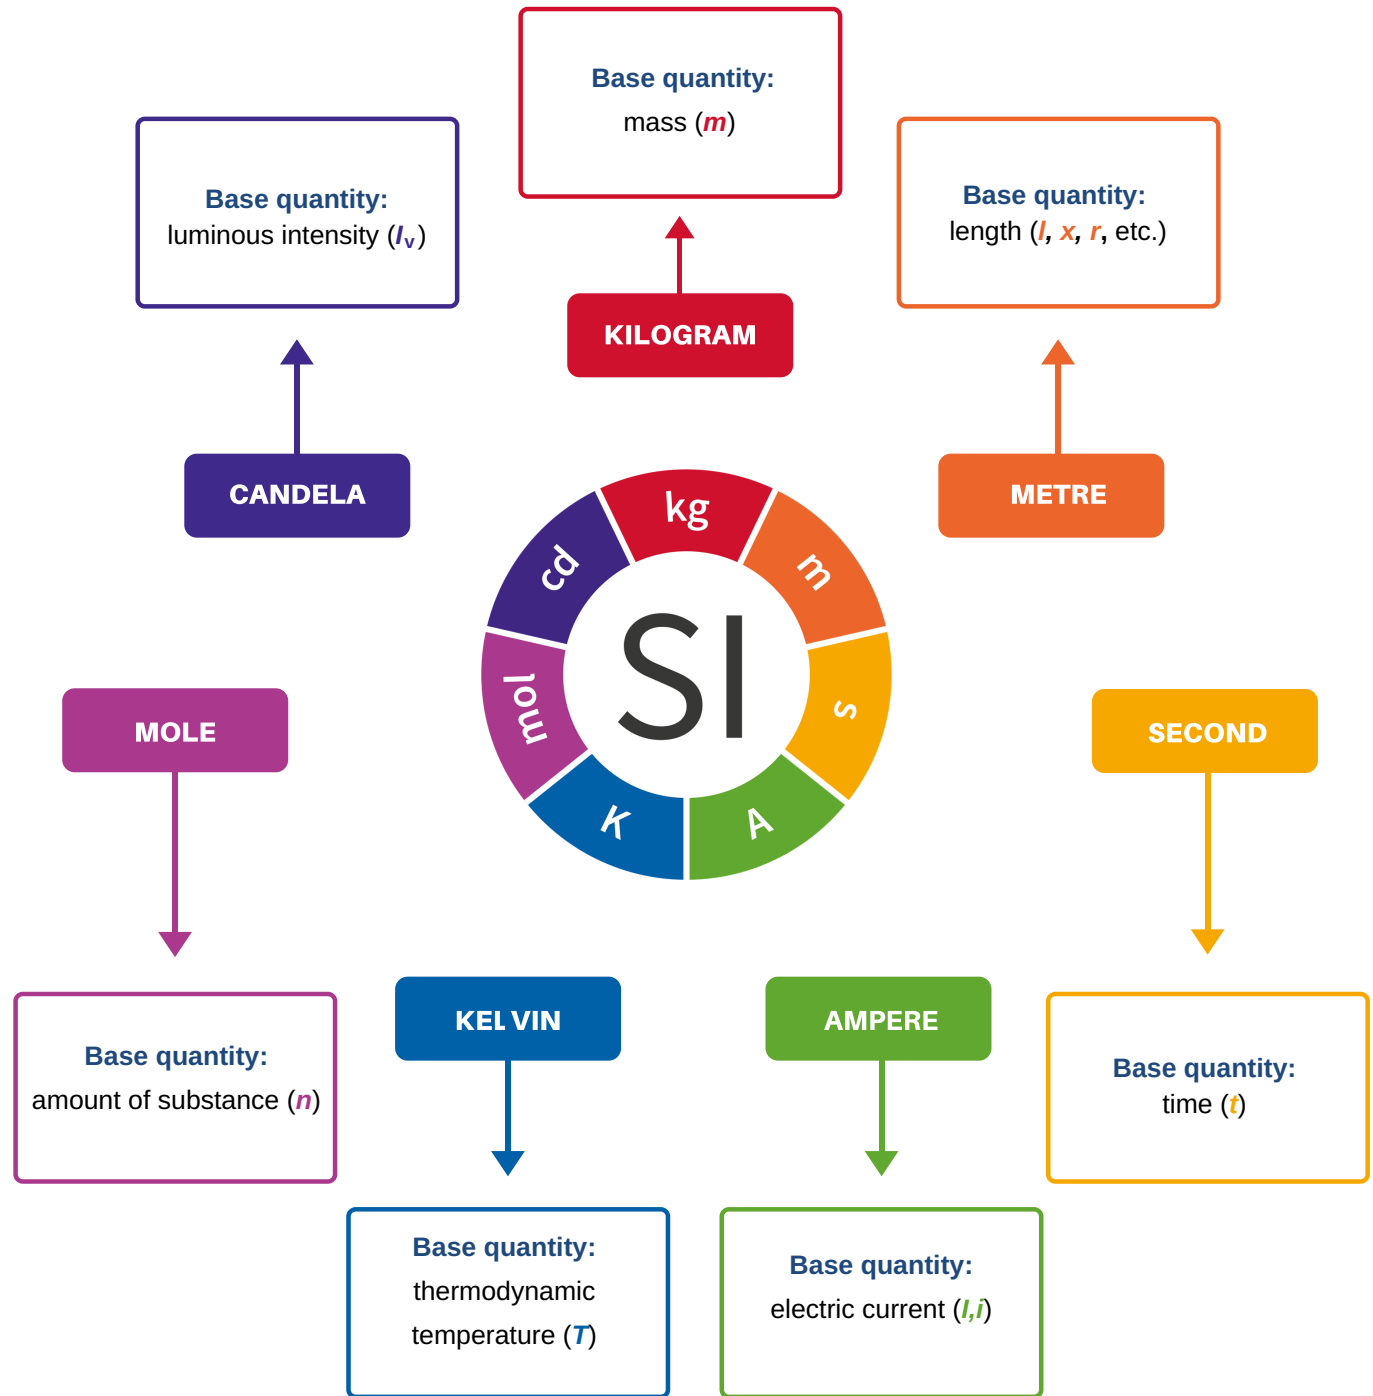 Base quantity:
mass (m)
Base quantity:
luminous intensity (Iv)
Base quantity:
length (l, x, r, etc.)
KILOGRAM
CANDELA
METRE
kg
cd
m
SI
mol
s
K
A
MOLE
SECOND
KELVIN
AMPERE
Base quantity:
amount of substance (n)
Base quantity:
time (t)
Base quantity:
thermodynamic
temperature (T)
Base quantity:
electric current (I,i)